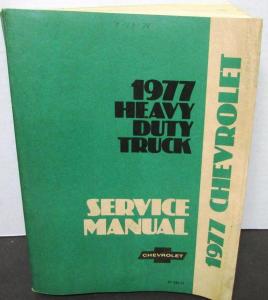 1977
HEAVY
DUTY
TRUCK
SERVICE
MANUAL
CHEVROLET
1977 CHEVROLET